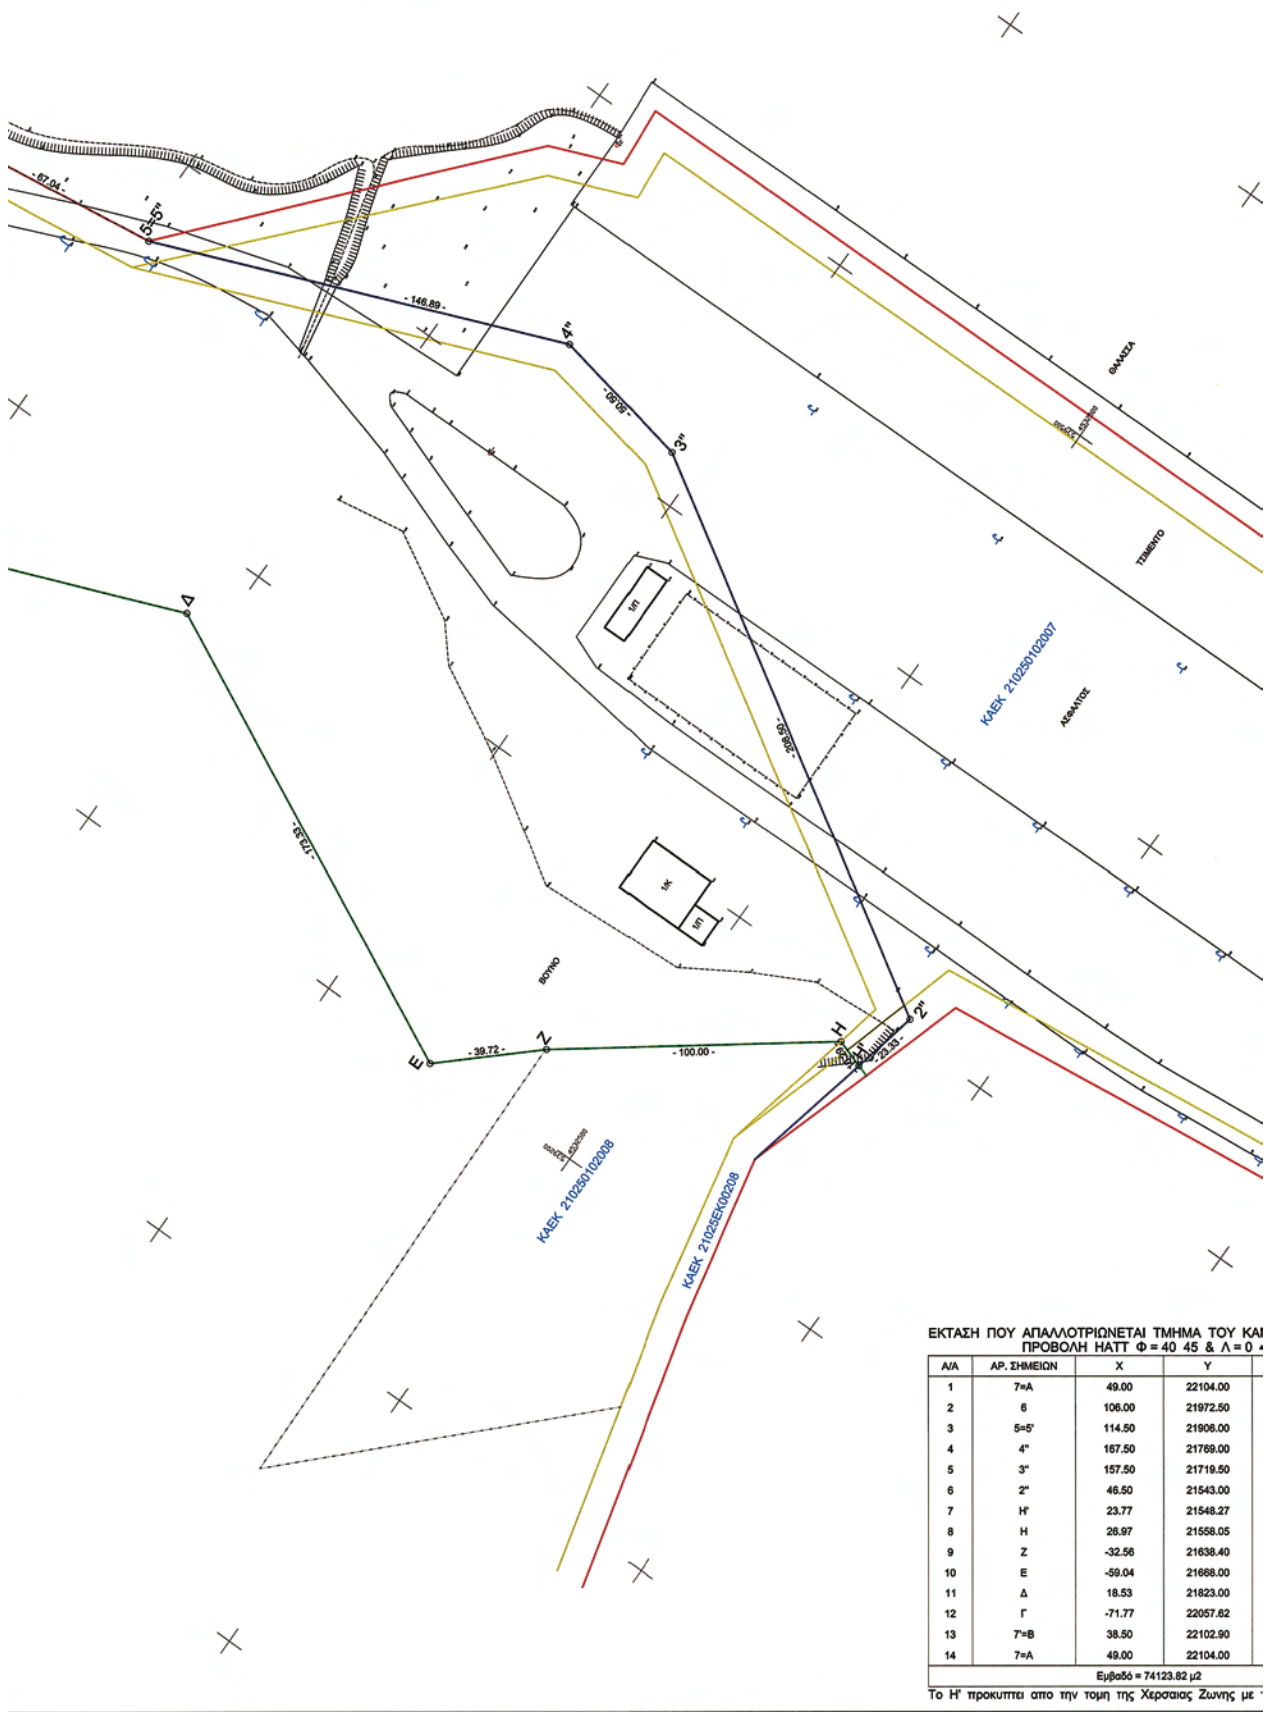 - 67.04 -
5=5"
- 146.89 -
4"
- 50.50 -
3"
ΘΑΛΑΣΣΑ
ΤΣΙΜΕΝΤΟ
ΚΑΕΚ 210250102007
ΑΣΦΑΛΤΟΣ
1/Π
- 208.50 -
Δ
- 173.33 -
1/Κ
1/Π
ΒΟΥΝΟ
2"
Η
Η'
- 23.33 -
Ζ
Ε
- 39.72 -
- 100.00 -
ΚΑΕΚ 210250102008
ΚΑΕΚ 21025ΕΚ00208
ΕΚΤΑΣΗ ΠΟΥ ΑΠΑΛΛΟΤΡΙΩΝΕΤΑΙ ΤΜΗΜΑ ΤΟΥ
ΠΡΟΒΟΛΗ ΗΑΤΤ Φ = 40 45 & Λ = 0
Α/Α ΑΡ. ΣΗΜΕΙΩΝ Χ Υ
1 7=Α 49.00 22104.00
2 6 106.00 21972.50
3 5=5' 114.50 21906.00
4 4" 167.50 21769.00
5 3" 157.50 21719.50
6 2" 46.50 21543.00
7 Η' 23.77 21548.27
8 Η 26.97 21558.05
9 Ζ -32.56 21638.40
10 Ε -59.04 21668.00
11 Δ 18.53 21823.00
12 Γ -71.77 22057.62
13 7'=Β 38.50 22102.90
14 7=Α 49.00 22104.00
Εμβαδό = 74123.82 μ2
Το Η' προκυπτει απο την τομη της Χερσαιας Ζωνης με